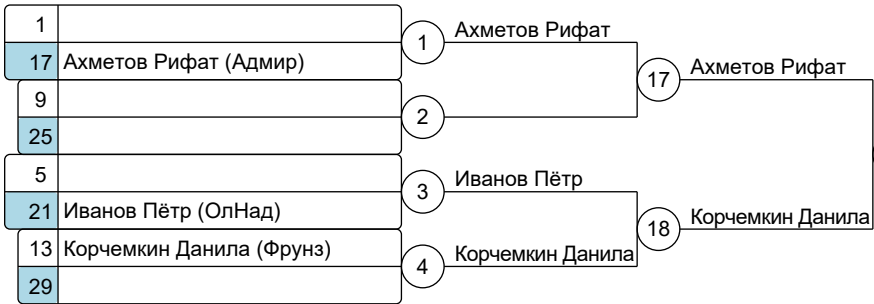 1
1
Ахметов Рифат
17 Ахметов Рифат (Адмир)
17
Ахметов Рифат
9
2
25
5
3
Иванов Пётр
21 Иванов Пётр (ОлНад)
18
Корчемкин Данила
13 Корчемкин Данила (Фрунз)
4
Корчемкин Данила
29